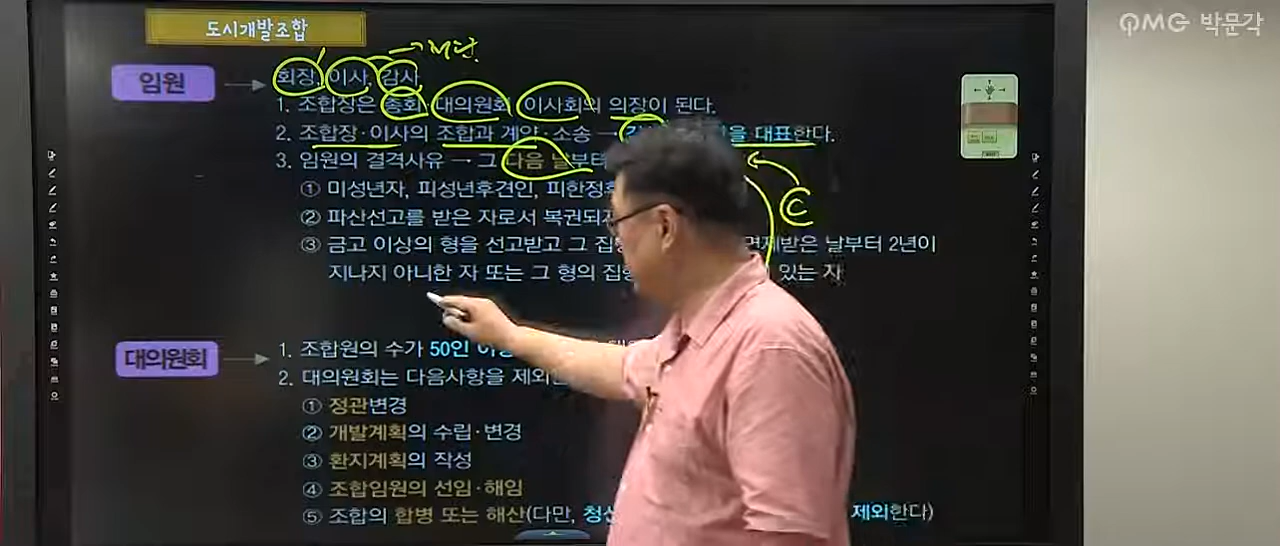 QMG 박문각
도시개발조합
저단
임원
회장, 이사, 감사
1. 조합장은 총회·대의원회 이사회의 의장이 된다.
2. 조합장·이사의 조합과 계약·소송 → 을 대표한다.
3. 임원의 결격사유 → 그 다음 날부터
① 미성년자, 피성년후견인, 피한정후
② 파산선고를 받은 자로서 복권되지
③ 금고 이상의 형을 선고받고 그 집행 면제받은 날부터 2년이
지나지 아니한 자 또는 그 형의 집행 있는 자
대의원회
1. 조합원의 수가 50인 이상
2. 대의원회는 다음사항을 제외한
① 정관변경
② 개발계획의 수립·변경
③ 환지계획의 작성
④ 조합임원의 선임·해임
⑤ 조합의 합병 또는 해산(다만, 청산 제외한다)